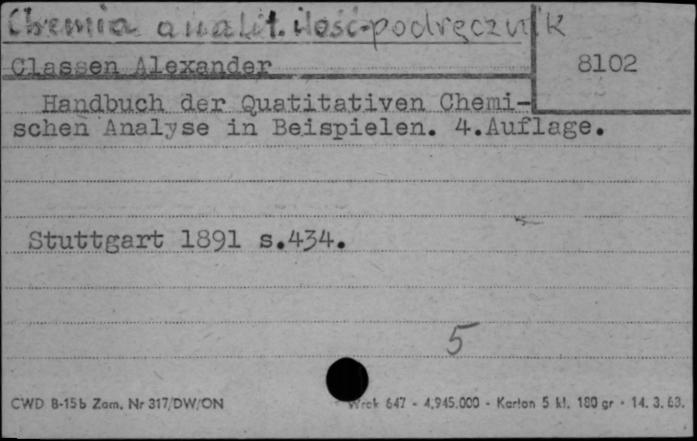 Chemia analit. ilość-podręcznik
Classen Alexander
8102
Handbuch der Quatitativen Chemi-
schen Analyse in Beispielen. 4.Auflage.
Stuttgart 1891 s.434.
5
CWD B-15b Zam. Nr 317/DW/ON
647 - 4.945.000 - Karton 5 kl. 180 gr - 14. 3. 63.